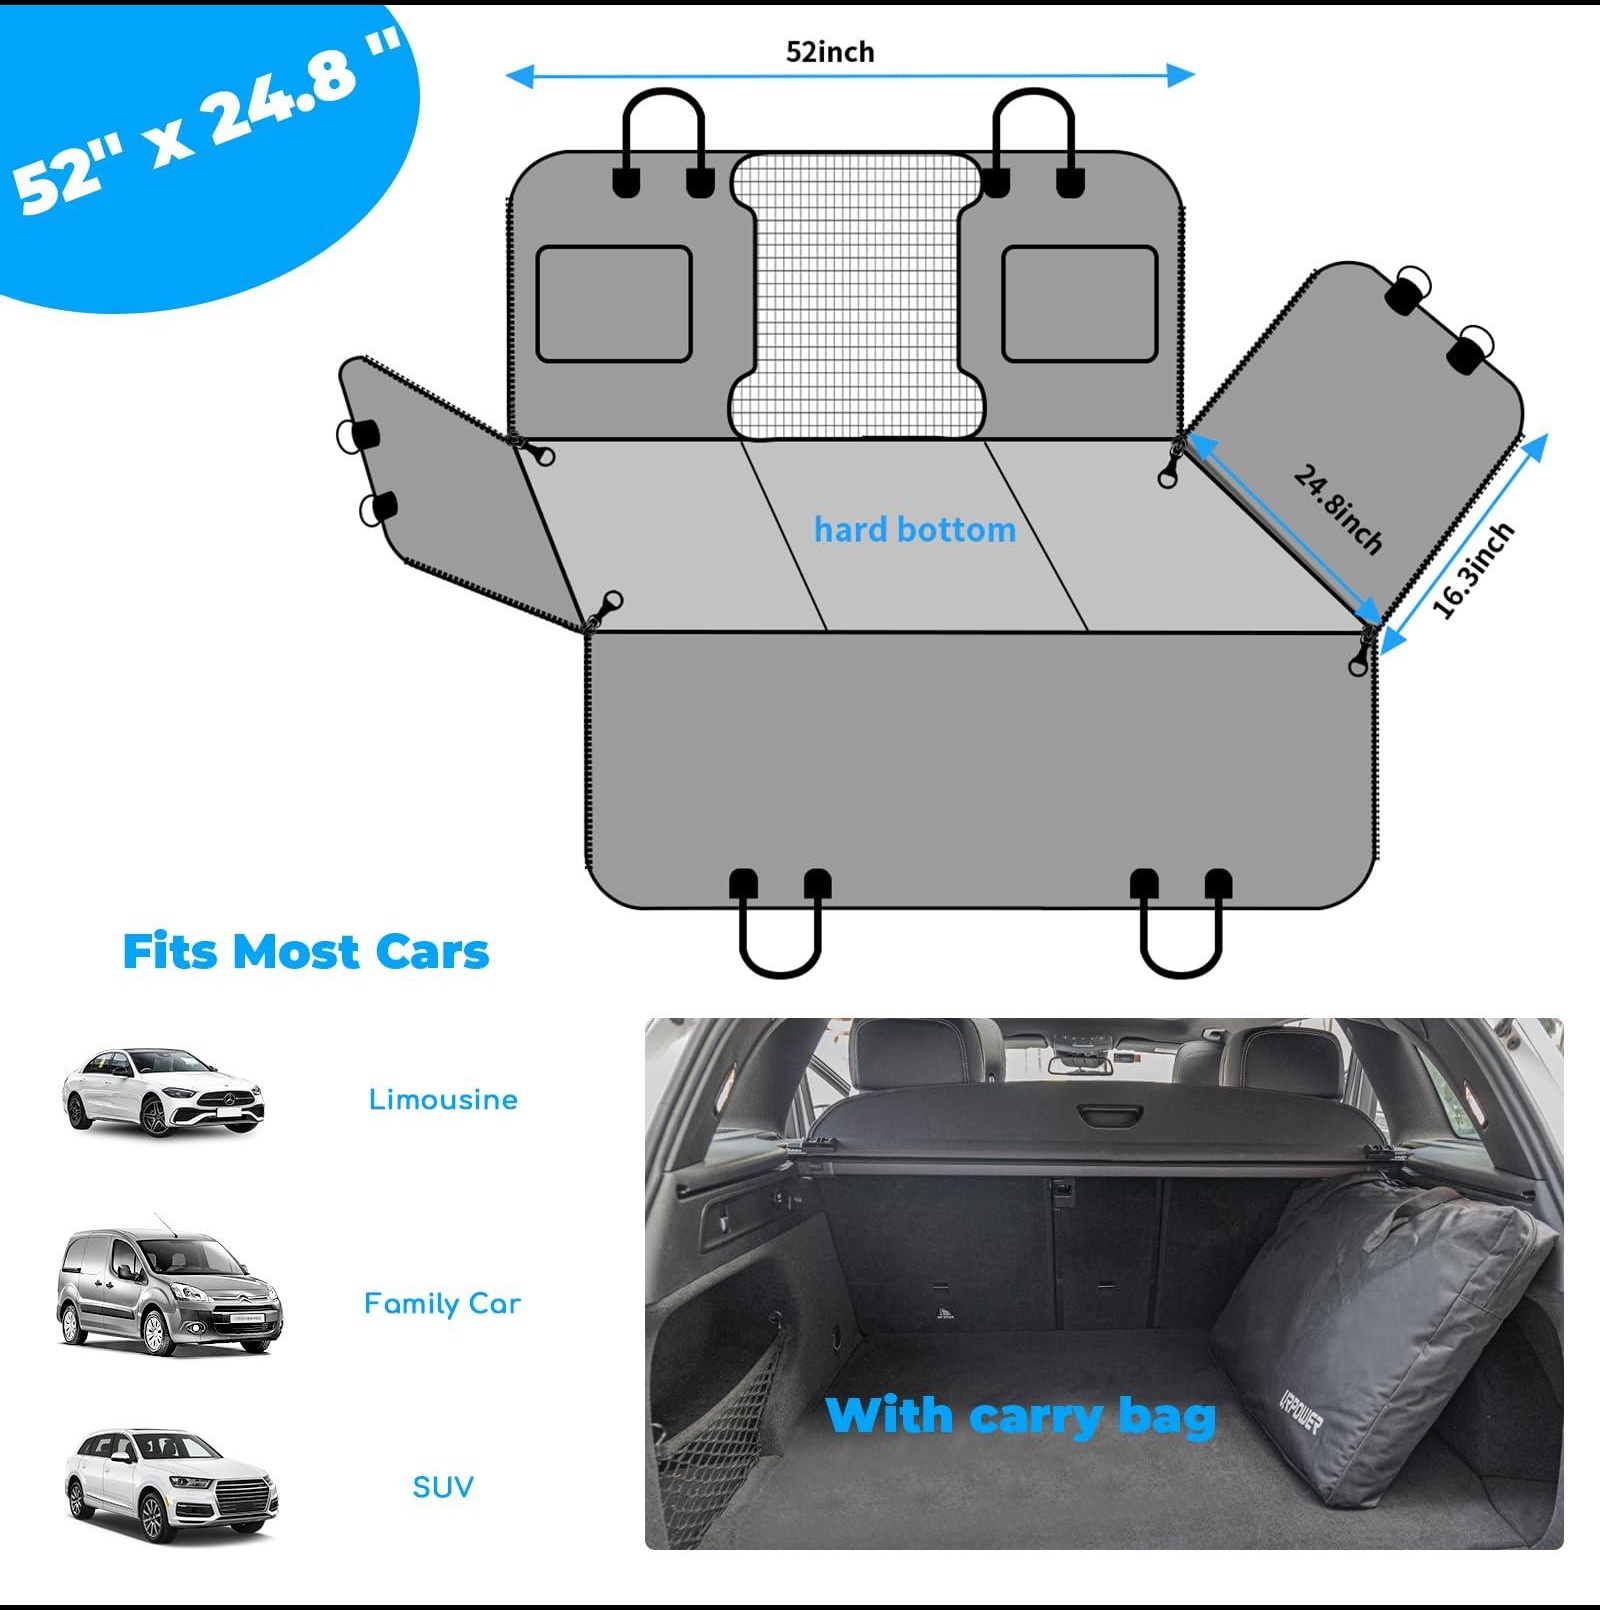 52" x 24.8 "
52inch
hard bottom
24.8inch
16.3inch
Fits Most Cars
Limousine
Family Car
SUV
With carry bag
URPOWER